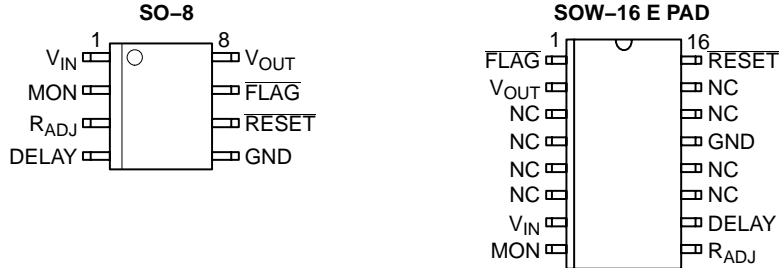 SO–8
1 8
VIN VOUT
MON FLAG
RADJ RESET
DELAY GND
SOW–16 E PAD
1 16
FLAG RESET
VOUT NC
NC NC
NC GND
NC NC
NC NC
VIN DELAY
MON RADJ